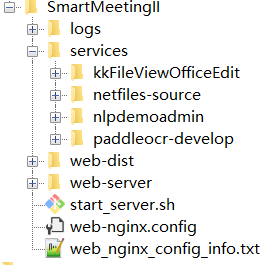 SmartMeetingII
logs
services
kkFileViewOfficeEdit
netfiles-source
nlpdemoadmin
paddleocr-develop
web-dist
web-server
start_server.sh
web-nginx.config
web_nginx_config_info.txt